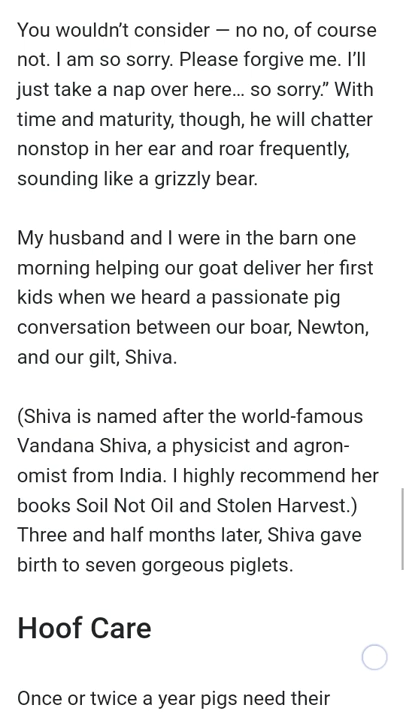 You wouldn’t consider — no no, of course
not. I am so sorry. Please forgive me. I’ll
just take a nap over here… so sorry.” With
time and maturity, though, he will chatter
nonstop in her ear and roar frequently,
sounding like a grizzly bear.
My husband and I were in the barn one
morning helping our goat deliver her first
kids when we heard a passionate pig
conversation between our boar, Newton,
and our gilt, Shiva.
(Shiva is named after the world-famous
Vandana Shiva, a physicist and agron-
omist from India. I highly recommend her
books Soil Not Oil and Stolen Harvest.)
Three and half months later, Shiva gave
birth to seven gorgeous piglets.
Hoof Care
Once or twice a year pigs need their